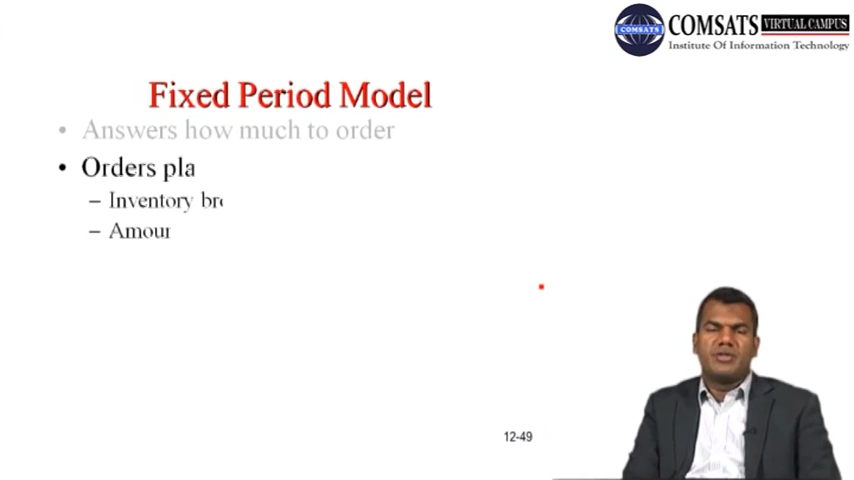 COMSATS VIRTUAL CAMPUS
COMSATS
Institute Of Information Technology
Fixed Period Model
• Answers how much to order
• Orders pla
– Inventory br
– Amou
12-49